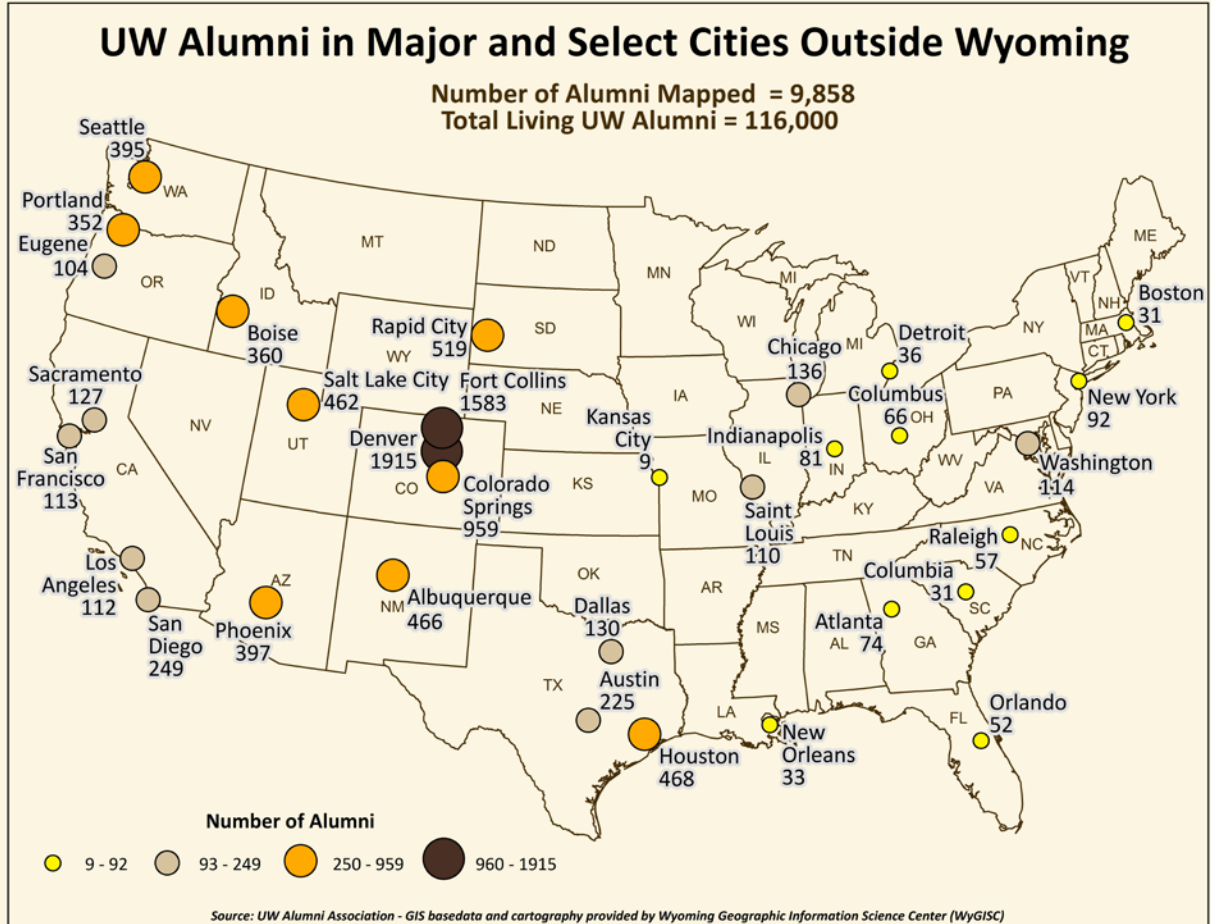 UW Alumni in Major and Select Cities Outside Wyoming
Number of Alumni Mapped = 9,858
Total Living UW Alumni = 116,000
Seattle
395
WA
Portland
352
Eugene
104
OR
ID
Boise
360
MT
ND
MN
WI
MI
MI
ME
VT
NH
Boston
31
MA
CT
NY
New York
92
PA
Rapid City
519
SD
WY
Salt Lake City
462
UT
Fort Collins
1583
Denver
1915
CO
Colorado
Springs
959
NE
IA
Kansas
City
9
KS
MO
Chicago
136
Detroit
36
Columbus
66
OH
Indianapolis
81
IN
IL
Saint
Louis
110
KY
WV
VA
Washington
114
Sacramento
127
NV
San
Francisco
113
CA
Los
Angeles
112
San
Diego
249
AZ
Phoenix
397
NM
Albuquerque
466
OK
AR
TN
Raleigh
57
NC
Columbia
31
SC
Atlanta
74
GA
AL
MS
LA
Dallas
130
TX
Austin
225
Houston
468
New
Orleans
33
FL
Orlando
52
Number of Alumni
9 - 92
93 - 249
250 - 959
960 - 1915
Source: UW Alumni Association - GIS basedata and cartography provided by Wyoming Geographic Information Science Center (WyGISC)